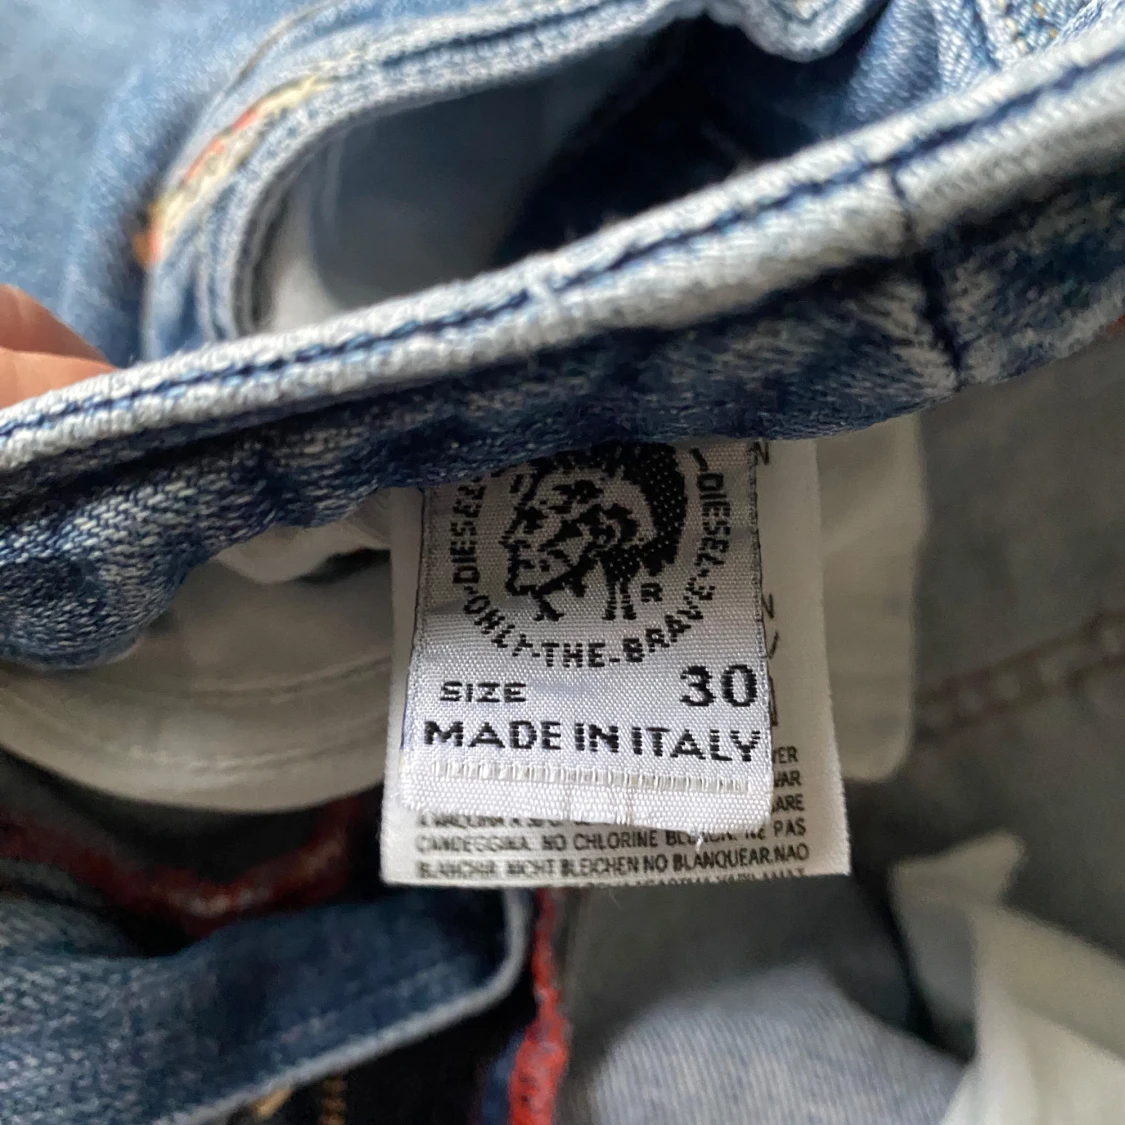 DIESEL
DIESEL
ONLY-THE-BRAVE
R
SIZE 30
MADE IN ITALY
CANDEGGINA. NO CHLORINE BLEACH. NE PAS
BLANCHIR. NICHT BLEICHEN NO BLANQUEAR.NAO